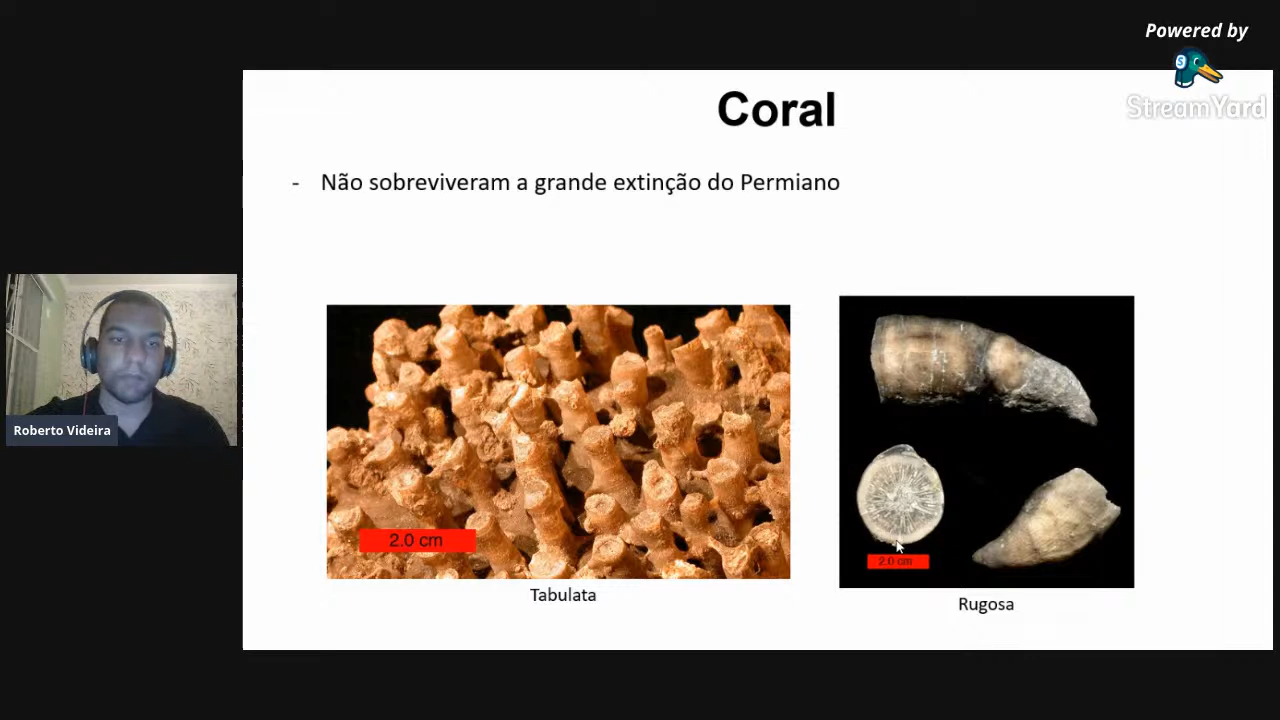 Powered by
StreamYard
Coral
- Não sobreviveram a grande extinção do Permiano
Roberto Videira
2.0 cm
2.0 cm
Tabulata
Rugosa